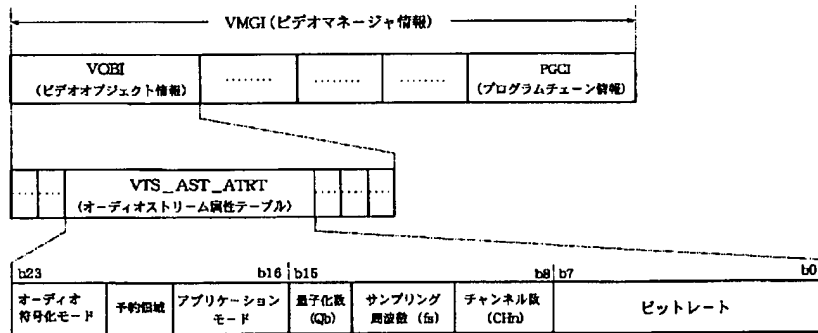 VMGI (ビデオマネージャ情報)
VOBI
(ビデオオブジェクト情報)
........
........
........
PGCI
(プログラムチェーン情報)
VTS_AST_ATRT
(オーディオストリーム属性テーブル)
b23 b16 b15 b8 b7 b0
オーディオ
符号化モード
予約領域
アプリケーション
モード
量子化数
(Qb)
サンプリング
周波数 (fs)
チャンネル数
(CHn)
ビットレート